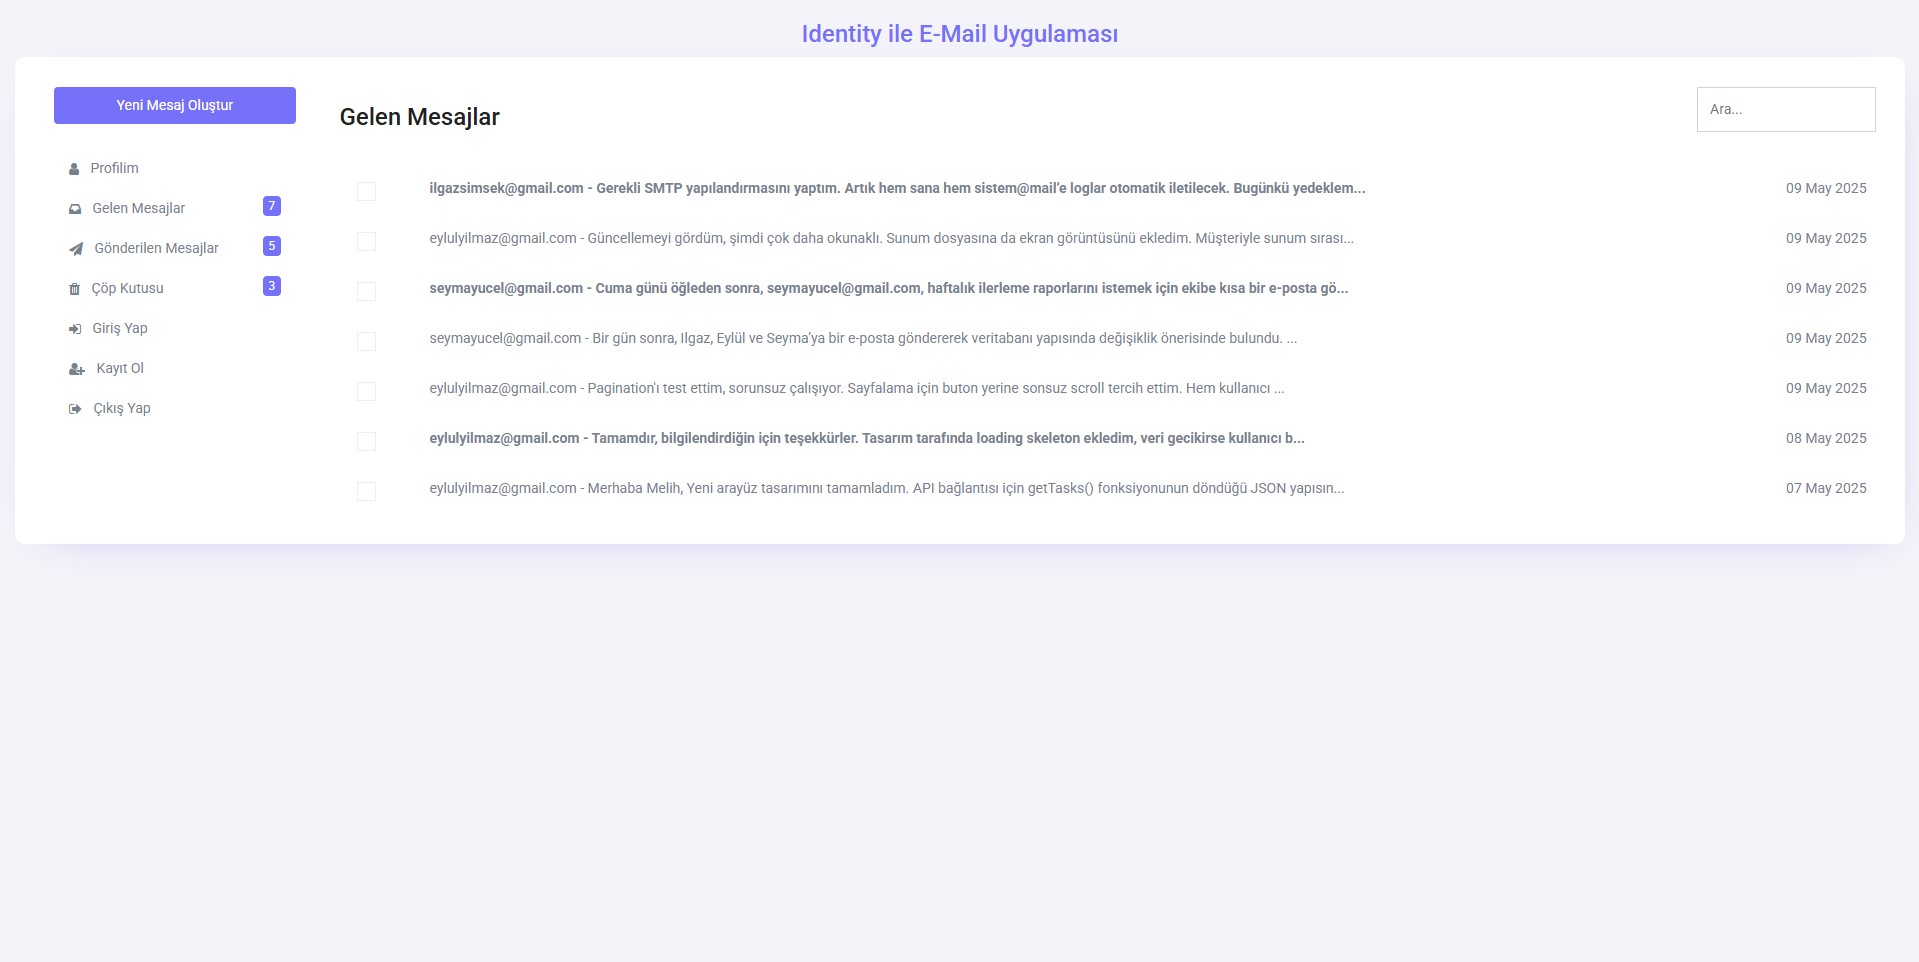 Identity ile E-Mail Uygulaması
Yeni Mesaj Oluştur
Profilim
Gelen Mesajlar 7
Gönderilen Mesajlar 5
Çöp Kutusu 3
Giriş Yap
Kayıt Ol
Çıkış Yap
Gelen Mesajlar
Ara...
ilgazsimsek@gmail.com - Gerekli SMTP yapılandırmasını yaptım. Artık hem sana hem sistem@mail'e loglar otomatik iletilecek. Bugünkü yedeklem... 09 May 2025
eylulyilmaz@gmail.com - Güncellemeyi gördüm, şimdi çok daha okunaklı. Sunum dosyasına da ekran görüntüsünü ekledim. Müşteriyle sunum sırası... 09 May 2025
seymayucel@gmail.com - Cuma günü öğleden sonra, seymayucel@gmail.com, haftalık ilerleme raporlarını istemek için ekibe kısa bir e-posta gö... 09 May 2025
seymayucel@gmail.com - Bir gün sonra, Ilgaz, Eylül ve Seyma'ya bir e-posta göndererek veritabanı yapısında değişiklik önerisinde bulundu. ... 09 May 2025
eylulyilmaz@gmail.com - Pagination'ı test ettim, sorunsuz çalışıyor. Sayfalama için buton yerine sonsuz scroll tercih ettim. Hem kullanıcı ... 09 May 2025
eylulyilmaz@gmail.com - Tamamdır, bilgilendirdiğin için teşekkürler. Tasarım tarafında loading skeleton ekledim, veri gecikirse kullanıcı b... 08 May 2025
eylulyilmaz@gmail.com - Merhaba Melih, Yeni arayüz tasarımını tamamladım. API bağlantısı için getTasks() fonksiyonunun döndüğü JSON yapısın... 07 May 2025